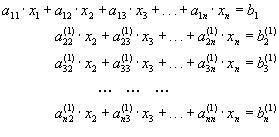 a₁₁ · x₁ + a₁₂ · x₂ + a₁₃ · x₃ + ... + a₁ₙ · xₙ = b₁
a₂₂⁽¹⁾ · x₂ + a₂₃⁽¹⁾ · x₃ + ... + a₂ₙ⁽¹⁾ · xₙ = b₂⁽¹⁾
a₃₂⁽¹⁾ · x₂ + a₃₃⁽¹⁾ · x₃ + ... + a₃ₙ⁽¹⁾ · xₙ = b₃⁽¹⁾
... ... ...
aₙ₂⁽¹⁾ · x₂ + aₙ₃⁽¹⁾ · x₃ + ... + aₙₙ⁽¹⁾ · xₙ = bₙ⁽¹⁾